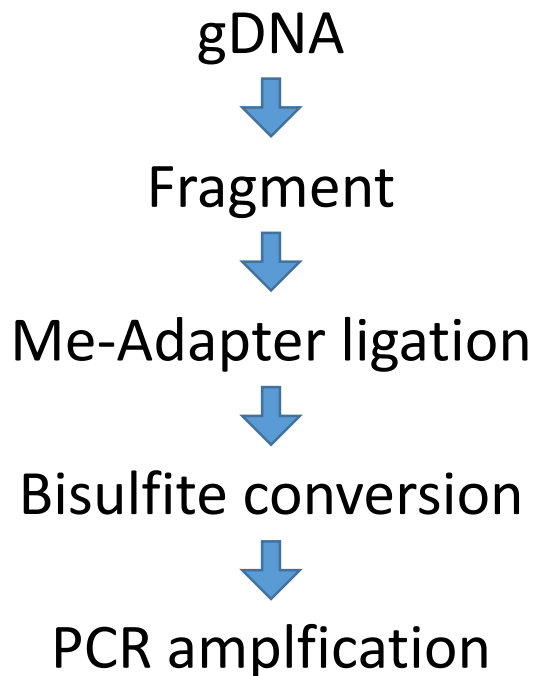 gDNA
Fragment
Me-Adapter ligation
Bisulfite conversion
PCR amplfication